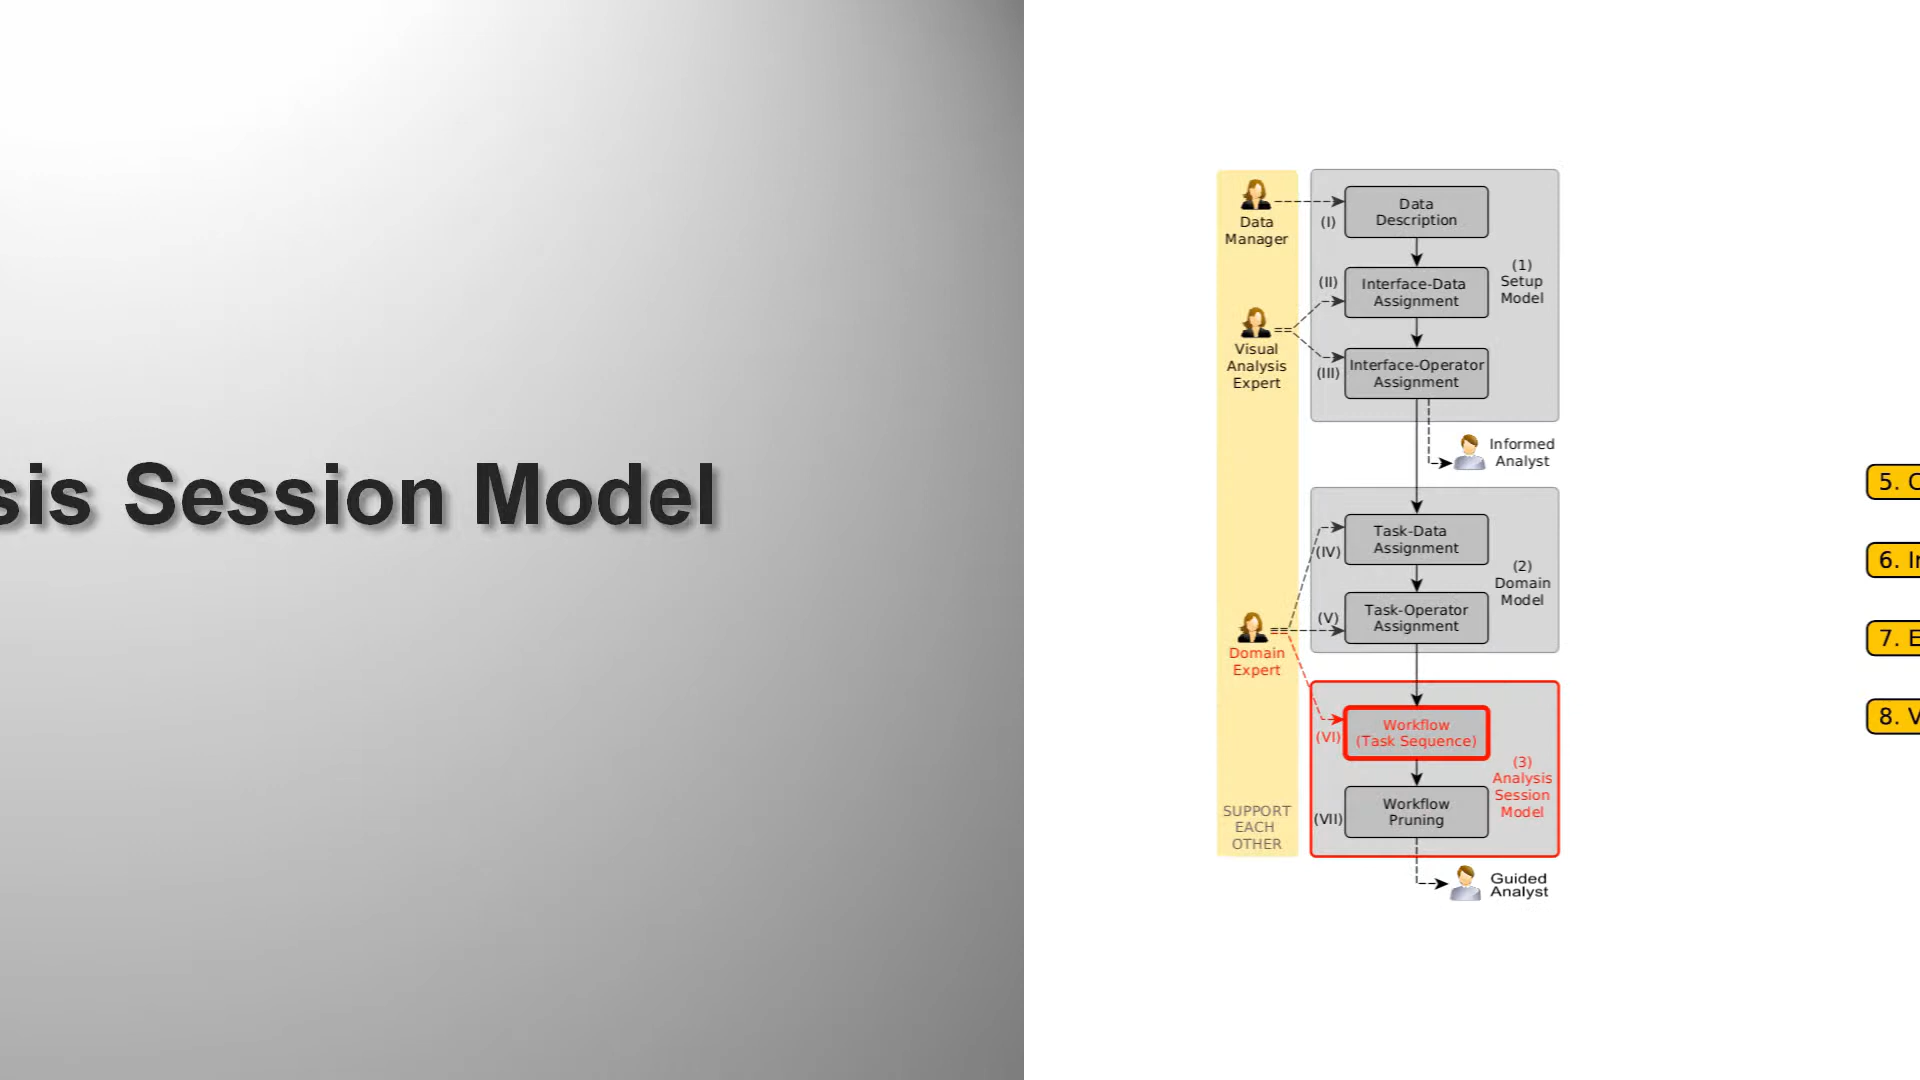 sis Session Model
Data
Manager
(I)
Data
Description
(II)
Interface-Data
Assignment
(1)
Setup
Model
Visual
Analysis
Expert
(III)
Interface-Operator
Assignment
Informed
Analyst
(IV)
Task-Data
Assignment
(2)
Domain
Model
(V)
Task-Operator
Assignment
Domain
Expert
(VI)
Workflow
(Task Sequence)
(3)
Analysis
Session
Model
(VII)
Workflow
Pruning
SUPPORT
EACH
OTHER
Guided
Analyst
5.
6.
7.
8.